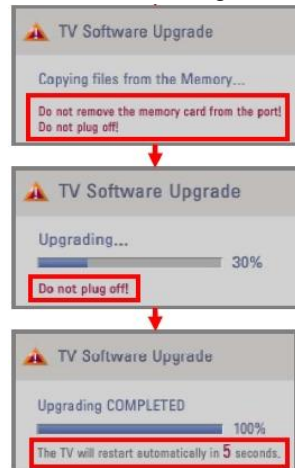 TV Software Upgrade
Copying files from the Memory...
Do not remove the memory card from the port!
Do not plug off!
TV Software Upgrade
Upgrading...
30%
Do not plug off!
TV Software Upgrade
Upgrading COMPLETED
100%
The TV will restart automatically in 5 seconds.